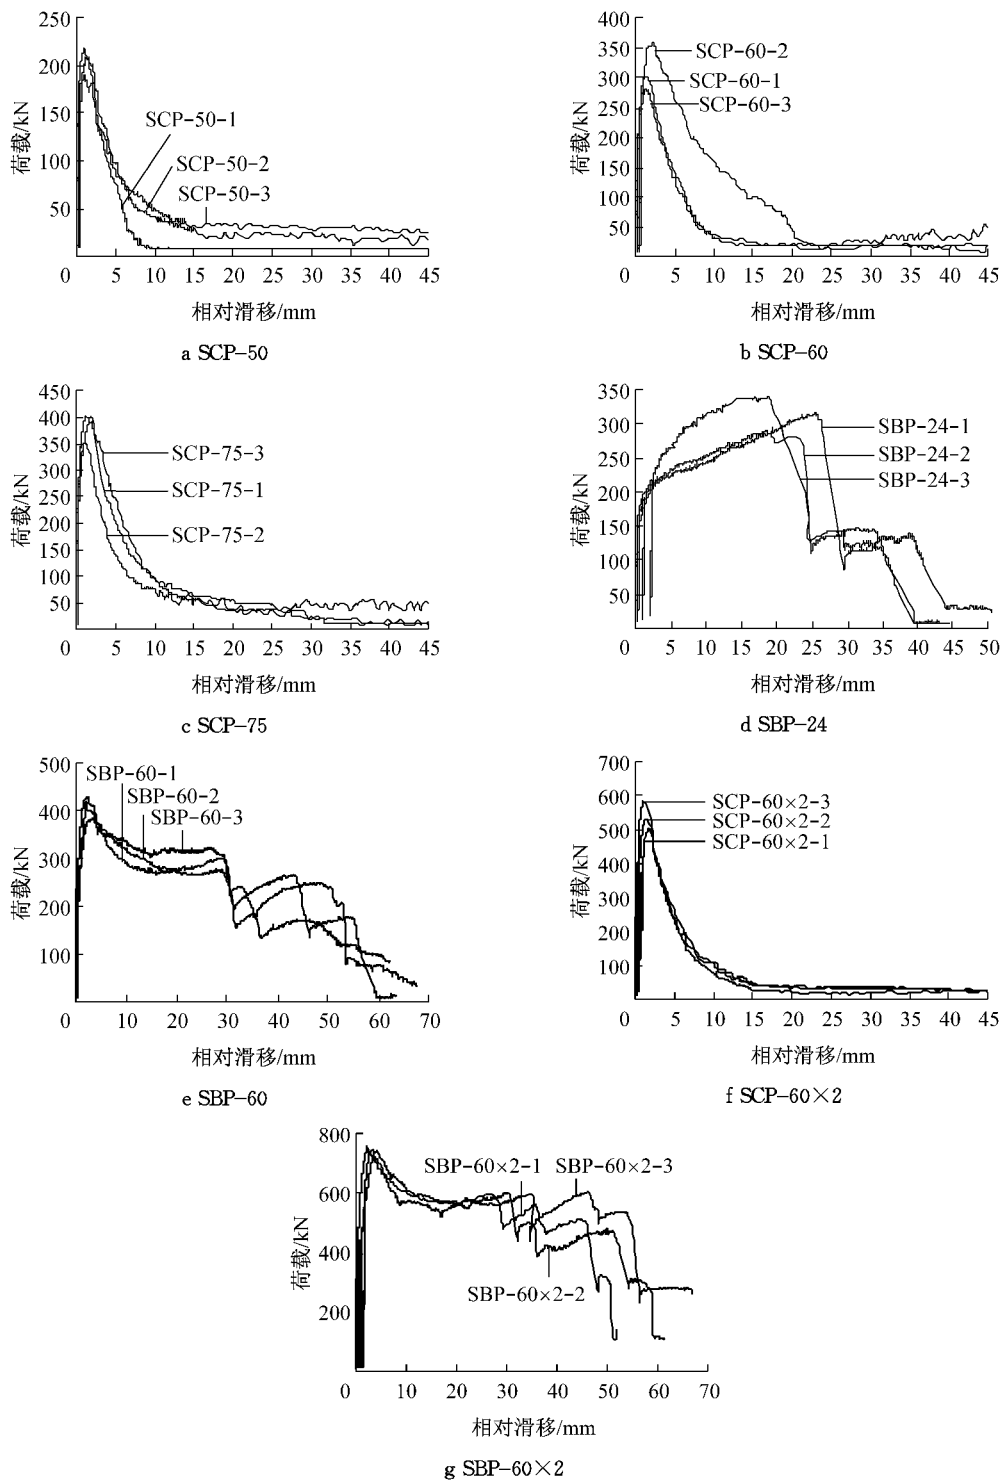 250
200
150
100
50
荷载/kN
SCP-50-1
SCP-50-2
SCP-50-3
0 5 10 15 20 25 30 35 40 45
相对滑移/mm
a SCP-50
400
350
300
250
200
150
100
50
荷载/kN
SCP-60-2
SCP-60-1
SCP-60-3
0 5 10 15 20 25 30 35 40 45
相对滑移/mm
b SCP-60
450
400
350
300
250
200
150
100
50
荷载/kN
SCP-75-3
SCP-75-1
SCP-75-2
0 5 10 15 20 25 30 35 40 45
相对滑移/mm
c SCP-75
350
300
250
200
150
100
50
荷载/kN
SBP-24-1
SBP-24-2
SBP-24-3
0 5 10 15 20 25 30 35 40 45 50
相对滑移/mm
d SBP-24
500
400
300
200
100
荷载/kN
SBP-60-1
SBP-60-2
SBP-60-3
0 10 20 30 40 50 60 70
相对滑移/mm
e SBP-60
700
600
500
400
300
200
100
荷载/kN
SCP-60×2-3
SCP-60×2-2
SCP-60×2-1
0 5 10 15 20 25 30 35 40 45
相对滑移/mm
f SCP-60×2
800
600
400
200
荷载/kN
SBP-60×2-1 SBP-60×2-3
SBP-60×2-2
0 10 20 30 40 50 60 70
相对滑移/mm
g SBP-60×2